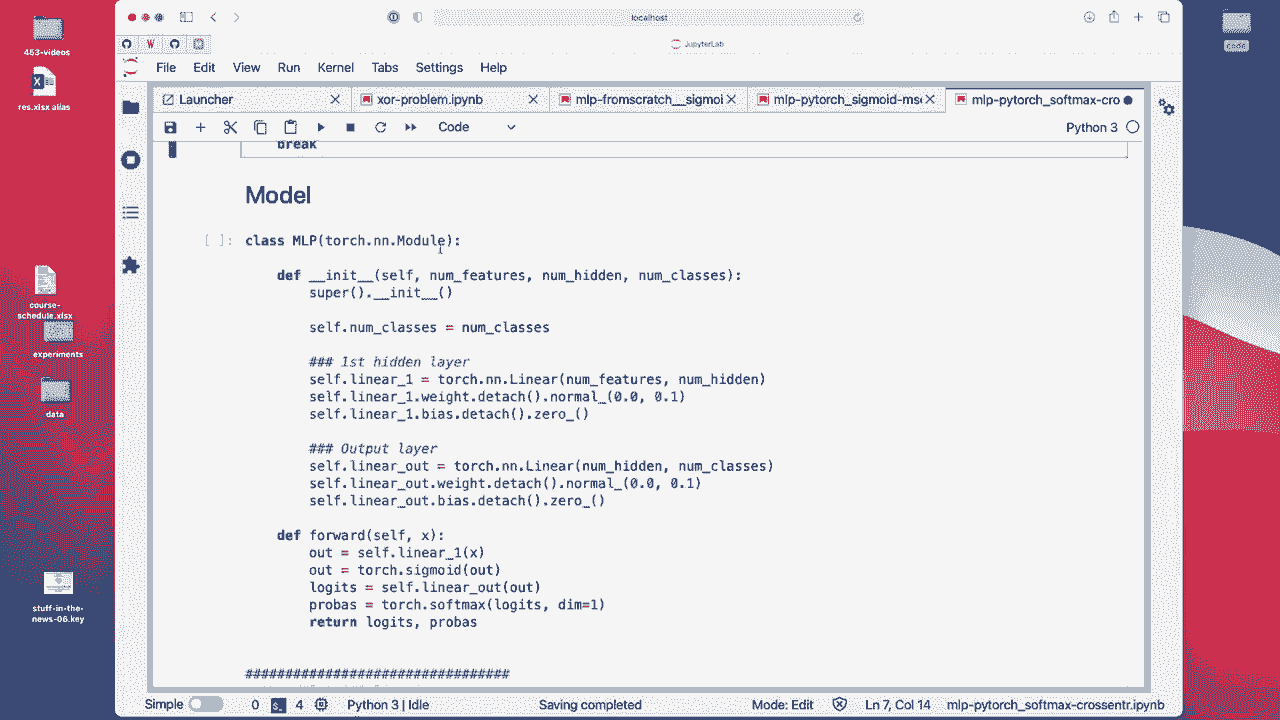 localhost
JupyterLab
File Edit View Run Kernel Tabs Settings Help
Launcher
xor-problem.ipynb
mlp-fromscratch__sigmoi
mlp-pytorch_sigmoid-mse
mlp-pytorch_softmax-cro
Code
Python 3
break
Model
[ ]: class MLP(torch.nn.Module):
def __init__(self, num_features, num_hidden, num_classes):
super().__init__()
self.num_classes = num_classes
### 1st hidden layer
self.linear_1 = torch.nn.Linear(num_features, num_hidden)
self.linear_1.weight.detach().normal_(0.0, 0.1)
self.linear_1.bias.detach().zero_()
### Output layer
self.linear_out = torch.nn.Linear(num_hidden, num_classes)
self.linear_out.weight.detach().normal_(0.0, 0.1)
self.linear_out.bias.detach().zero_()
def forward(self, x):
out = self.linear_1(x)
out = torch.sigmoid(out)
logits = self.linear_out(out)
probas = torch.softmax(logits, dim=1)
return logits, probas
#################################
Simple 0 4 Python 3 | Idle Saving completed Mode: Edit Ln 7, Col 14 mlp-pytorch_softmax-crossentr.ipynb
453-videos
res.xlsx alias
course-
schedule.xlsx
experiments
data
stuff-in-the-
news-06.key
code